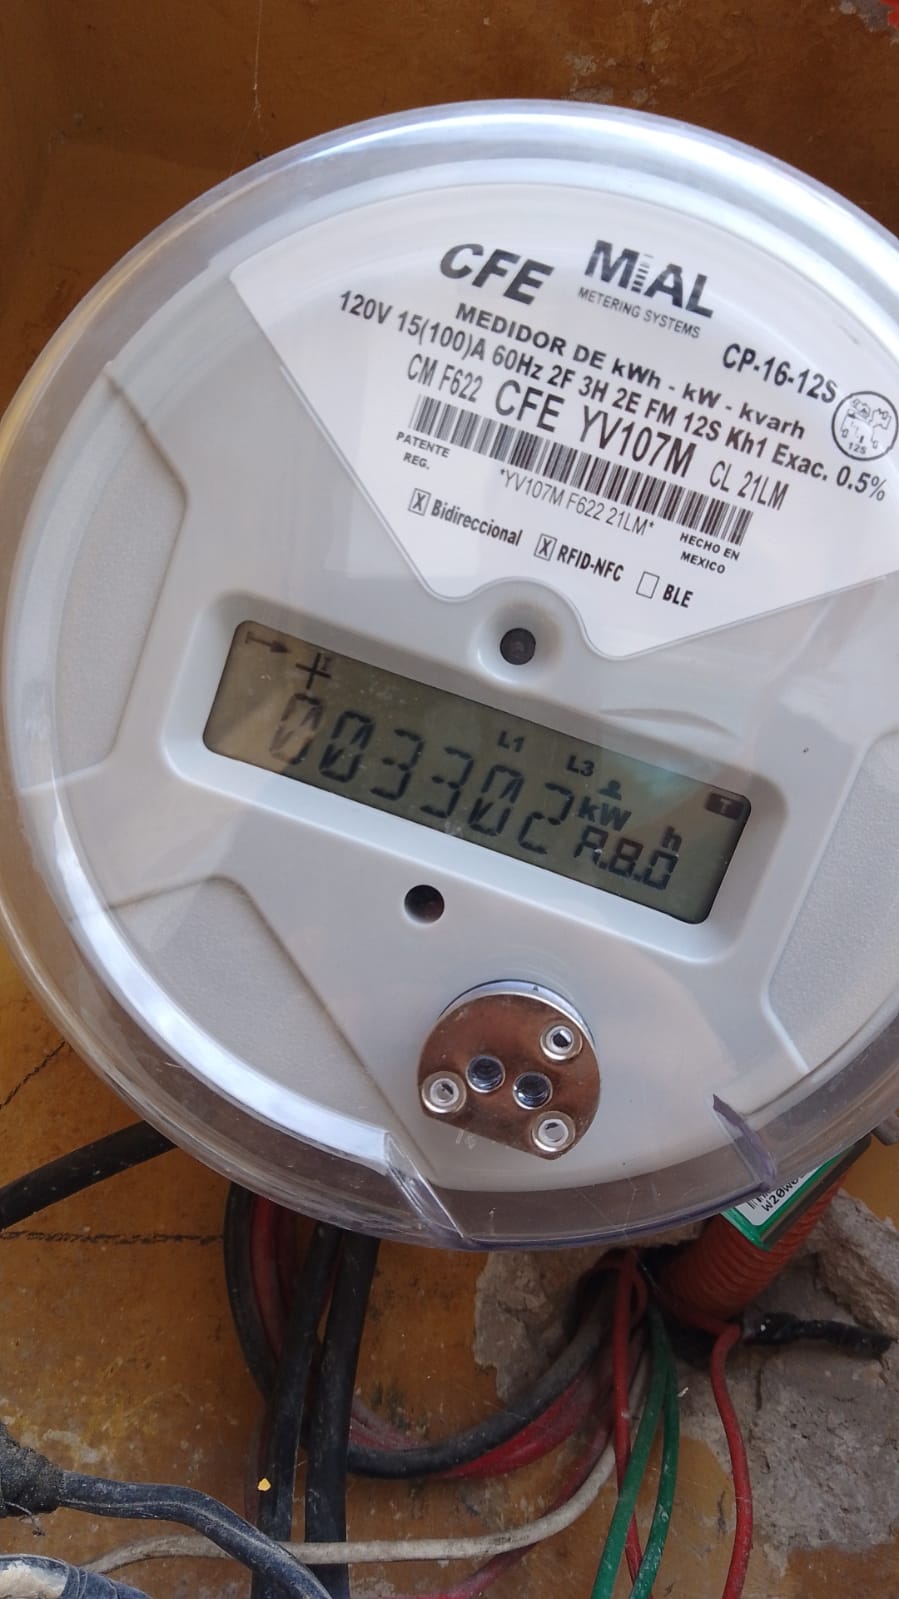 CFE MIAL
METERING SYSTEMS
MEDIDOR DE kWh - kW - kvarh
CP-16-12S
120V 15(100)A 60Hz 2F 3H 2E FM 12S Kh1 Exac. 0.5%
12S
CM F622 CFE YV107M CL 21LM
PATENTE
REG.
*YV107M F622 21LM*
HECHO EN
MEXICO
X Bidireccional X RFID-NFC BLE
L1 L3 T
003302 kW h
A.B.0